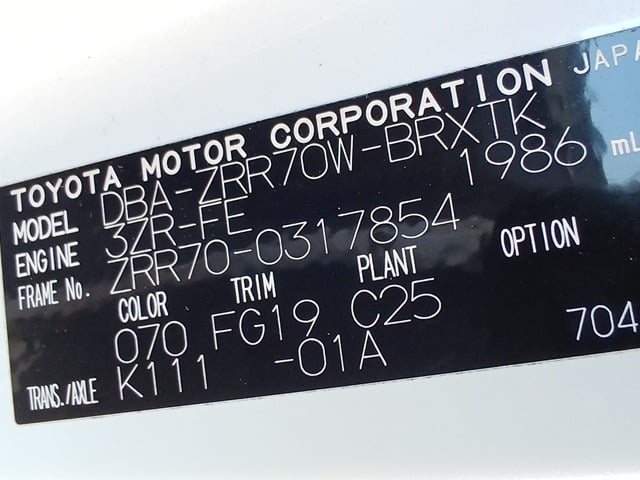 TOYOTA MOTOR CORPORATION JAPA
MODEL DBA-ZRR70W-BRXTK
ENGINE 3ZR-FE 1986 mL
FRAME No. ZRR70-0317854
COLOR TRIM PLANT OPTION
070 FG19 C25
TRANS./AXLE K111 -01A 704